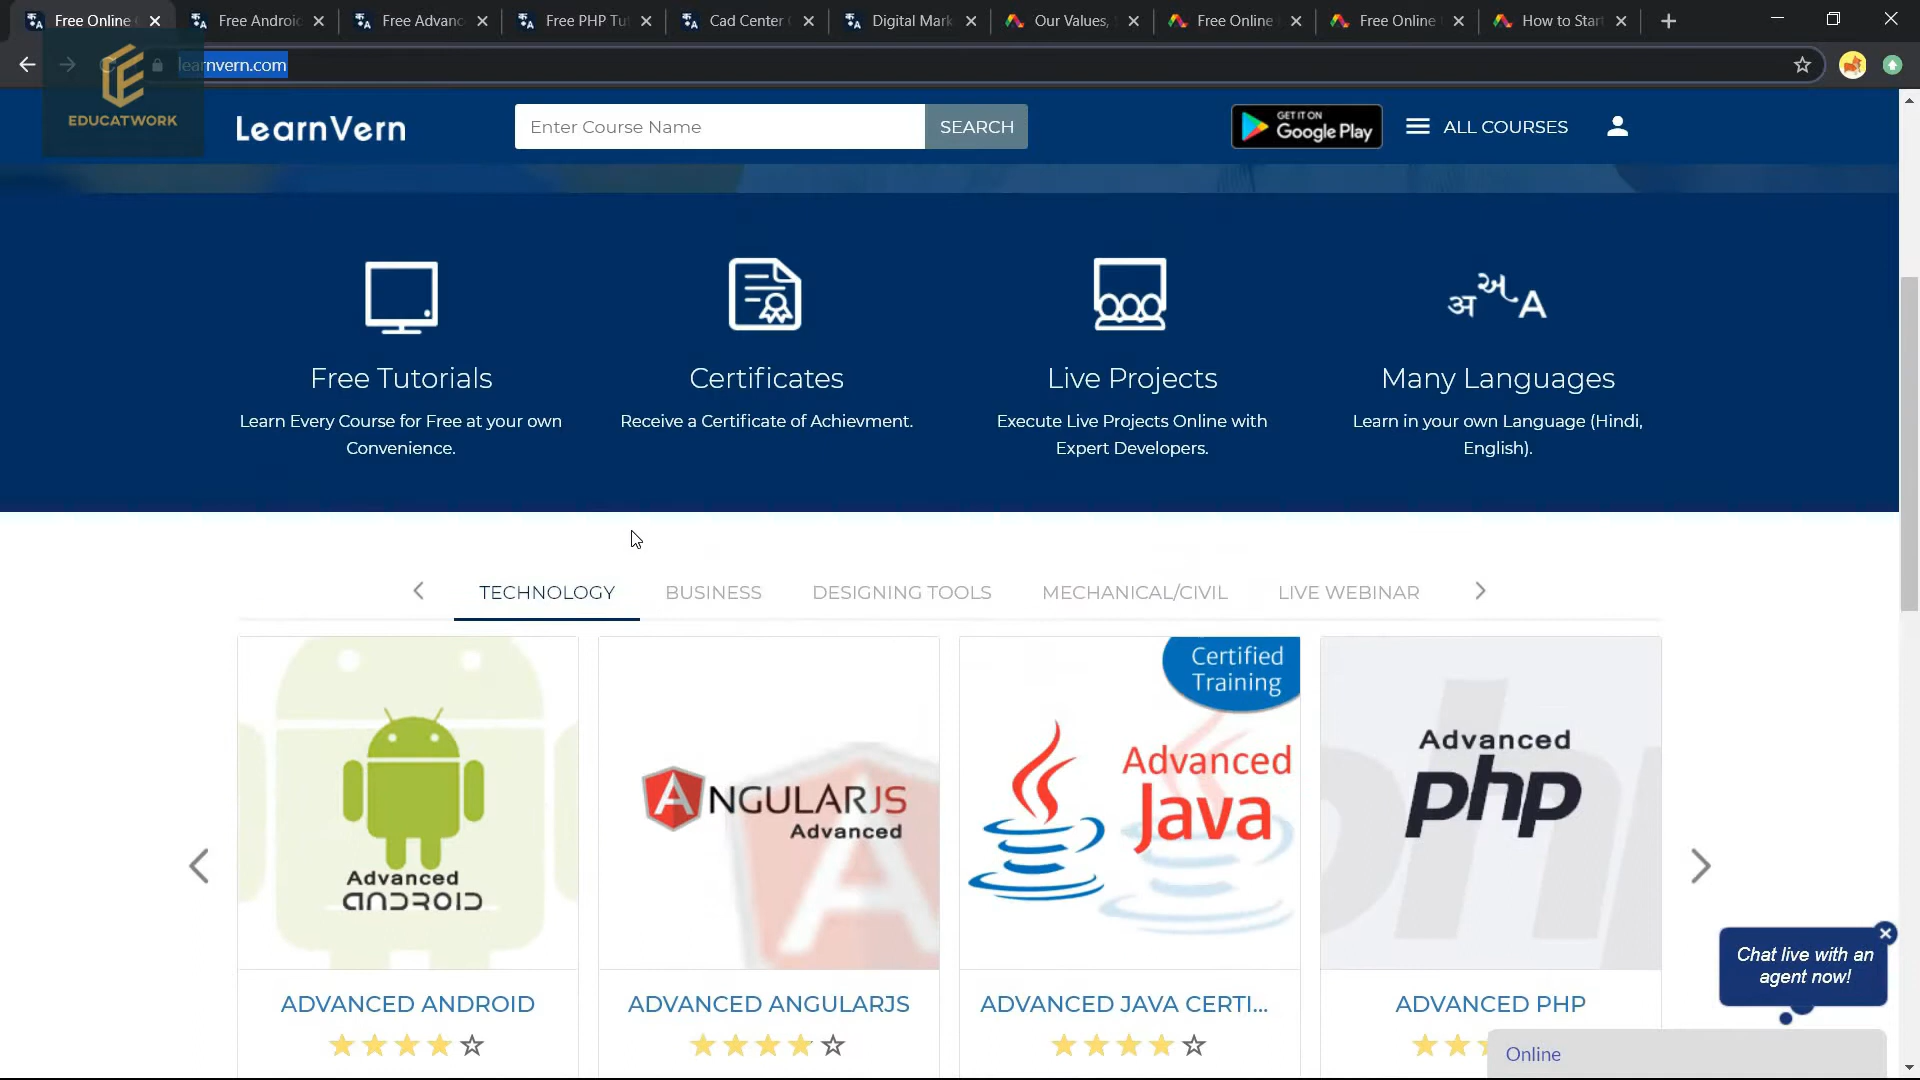 Free Online
Free Android
Free Advanc
Free PHP Tut
Cad Center
Digital Mark
Our Values,
Free Online
Free Online
How to Start
learnvern.com
EDUCATWORK
LearnVern
Enter Course Name
SEARCH
GET IT ON
Google Play
ALL COURSES
अ અ A
Free Tutorials
Learn Every Course for Free at your own
Convenience.
Certificates
Receive a Certificate of Achievment.
Live Projects
Execute Live Projects Online with
Expert Developers.
Many Languages
Learn in your own Language (Hindi,
English).
TECHNOLOGY
BUSINESS
DESIGNING TOOLS
MECHANICAL/CIVIL
LIVE WEBINAR
Advanced
ANDROID
ANGULARJS
Advanced
Certified
Training
Advanced
Java
Advanced
php
ADVANCED ANDROID
ADVANCED ANGULARJS
ADVANCED JAVA CERTI...
ADVANCED PHP
Chat live with an
agent now!
Online